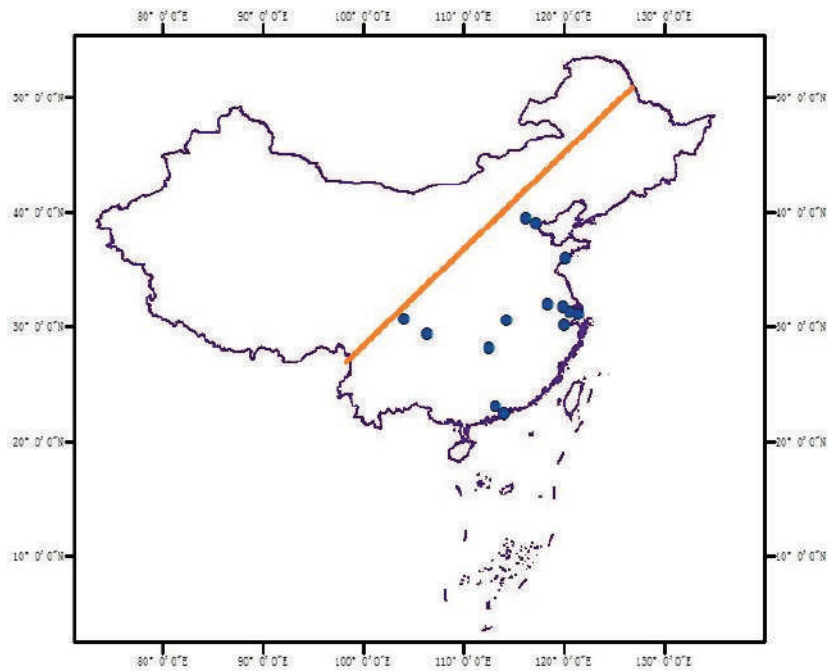 80° 0′0″E 90° 0′0″E 100° 0′0″E 110° 0′0″E 120° 0′0″E 130° 0′0″E
50° 0′0″N 50° 0′0″N
40° 0′0″N 40° 0′0″N
30° 0′0″N 30° 0′0″N
20° 0′0″N 20° 0′0″N
10° 0′0″N 10° 0′0″N
80° 0′0″E 90° 0′0″E 100° 0′0″E 110° 0′0″E 120° 0′0″E 130° 0′0″E